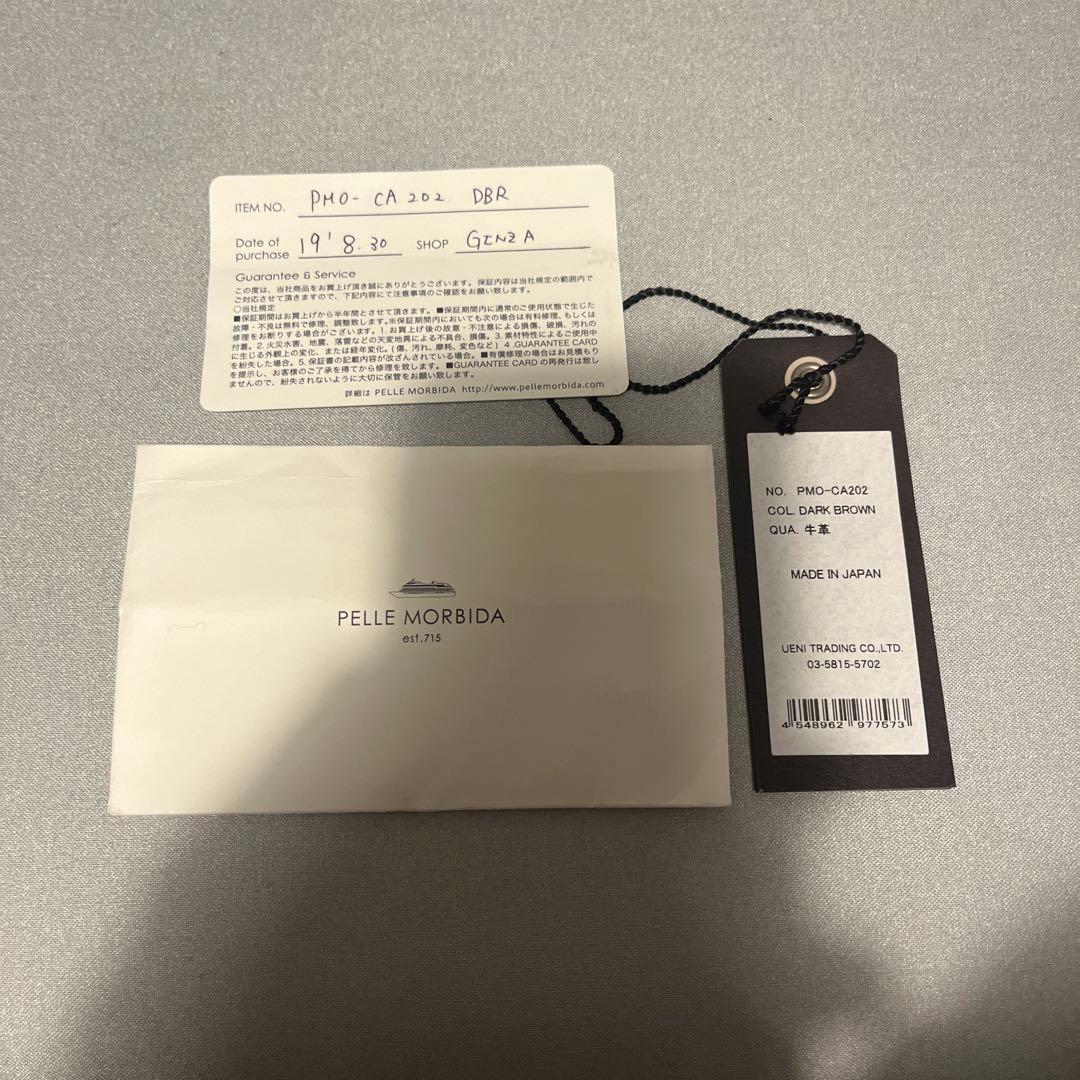 ITEM NO. PMO-CA202 DBR
Date of purchase 19' 8.30 SHOP GINZA
Guarantee & Service
この度は、当社商品をお買上げ頂き誠にありがとうございます。保証内容は当社規定の範囲内で
ご対応させて頂きますので、下記内容にて注意事項のご確認をお願い致します。
○当社規定
■保証期間はお買上げから半年間とさせて頂きます。■保証期間内に通常のご使用状態で生じた
故障・不良は無料で修理、調整致します。※保証期間内においても次の場合は有料修理、もしくは
修理をお断りする場合がございます。1.お買上げ後の故意・不注意による損傷、破損、汚れの
付着。2.火災水害、地震、落雷などの天変地異による不具合、損傷。3.素材特性によるご使用中
に生じる外観上の変化、または経年変化。(傷、汚れ、摩耗、変色など) 4.GUARANTEE CARD
を紛失した場合。5.保証書の記載内容が改ざんされている場合。■有償修理の場合はお見積もり
を提示し、お客様のご了承を得てから修理を致します。■GUARANTEE CARD の再発行は致し
ませんので、紛失されないように大切に保管をお願い致します。
詳細は PELLE MORBIDA http://www.pellemorbida.com
PELLE MORBIDA
est.715
NO. PMO-CA202
COL. DARK BROWN
QUA. 牛革
MADE IN JAPAN
UENI TRADING CO.,LTD.
03-5815-5702
4 548962 977573